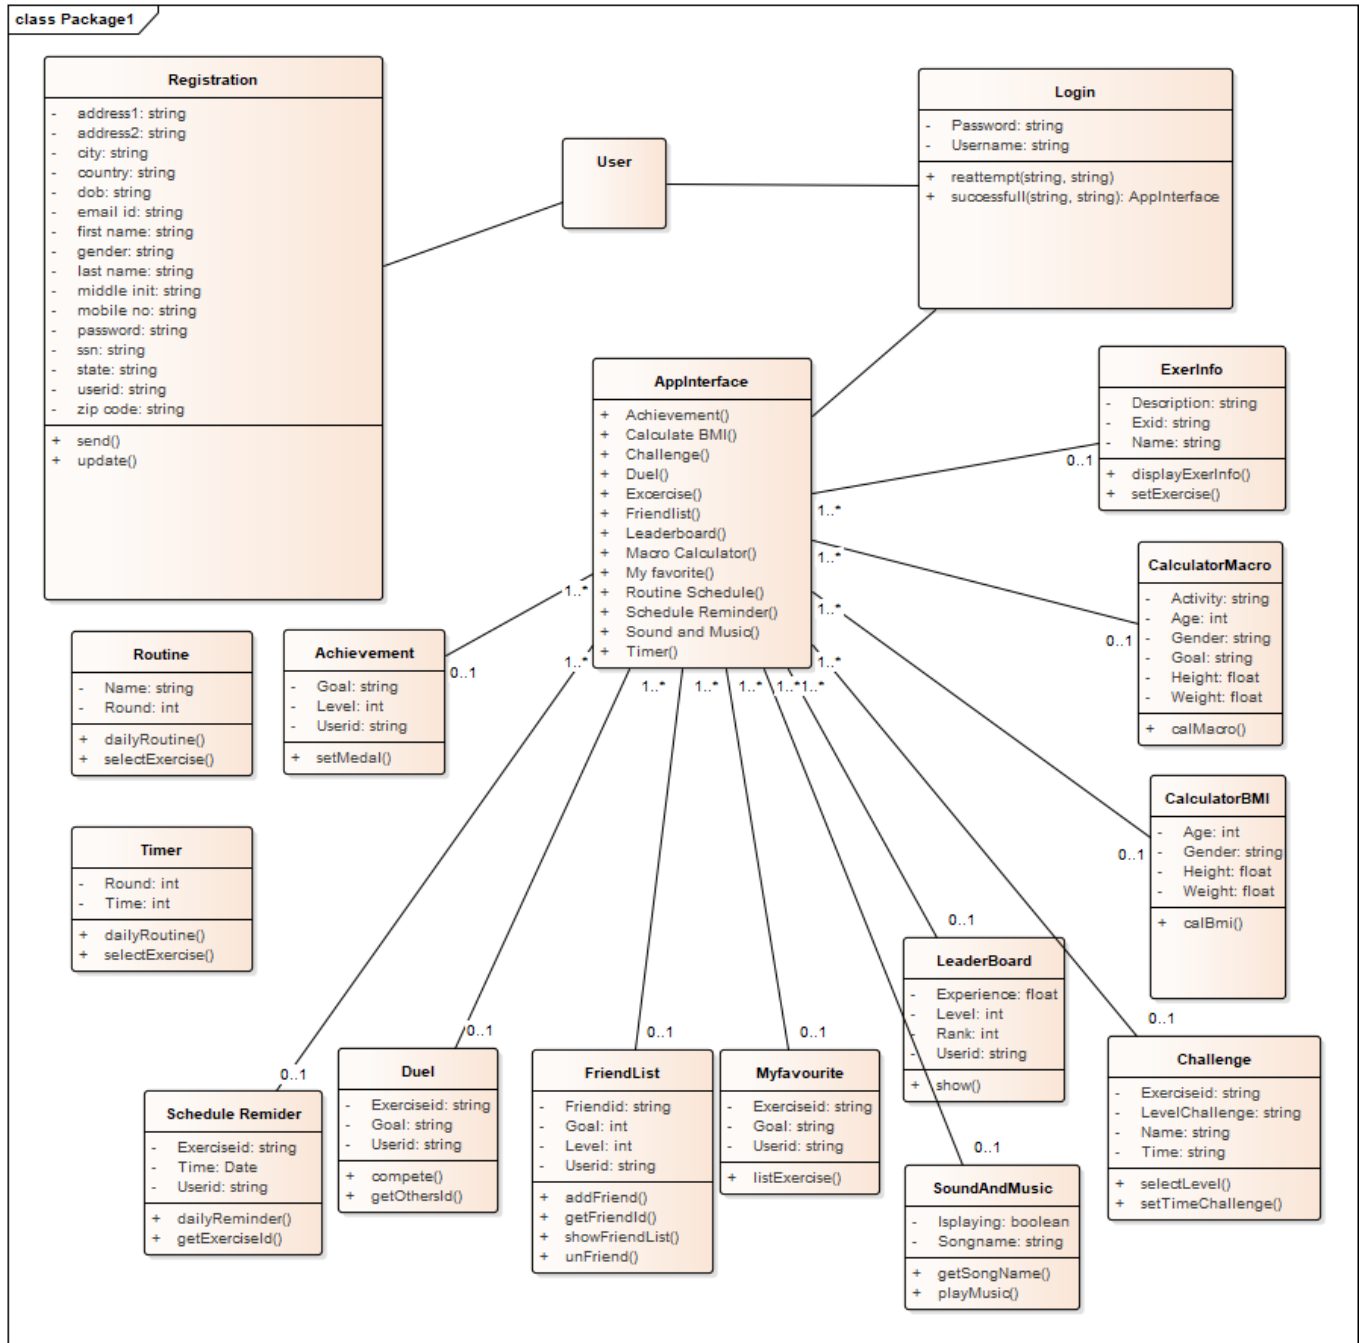 class Package1
Registration
- address1: string
- address2: string
- city: string
- country: string
- dob: string
- email id: string
- first name: string
- gender: string
- last name: string
- middle init: string
- mobile no: string
- password: string
- ssn: string
- state: string
- userid: string
- zip code: string
+ send()
+ update()
User
Login
- Password: string
- Username: string
+ reattempt(string, string)
+ successfull(string, string): AppInterface
AppInterface
+ Achievement()
+ Calculate BMI()
+ Challenge()
+ Duel()
+ Excercise()
+ Friendlist()
+ Leaderboard()
+ Macro Calculator()
+ My favorite()
+ Routine Schedule()
+ Schedule Reminder()
+ Sound and Music()
+ Timer()
ExerInfo
- Description: string
- Exid: string
- Name: string
+ displayExerInfo()
+ setExercise()
0..1
1..*
1..*
CalculatorMacro
- Activity: string
- Age: int
- Gender: string
- Goal: string
- Height: float
- Weight: float
+ calMacro()
0..1
1..*
1..*
1..*
1..*
1..*
1..*
1..*
1..*
1..*
1..*
Routine
- Name: string
- Round: int
+ dailyRoutine()
+ selectExercise()
Achievement
- Goal: string
- Level: int
- Userid: string
+ setMedal()
0..1
CalculatorBMI
- Age: int
- Gender: string
- Height: float
- Weight: float
+ calBmi()
0..1
Timer
- Round: int
- Time: int
+ dailyRoutine()
+ selectExercise()
0..1
LeaderBoard
- Experience: float
- Level: int
- Rank: int
- Userid: string
+ show()
0..1
Schedule Remider
- Exerciseid: string
- Time: Date
- Userid: string
+ dailyReminder()
+ getExerciseId()
0..1
Duel
- Exerciseid: string
- Goal: string
- Userid: string
+ compete()
+ getOthersId()
0..1
FriendList
- Friendid: string
- Goal: int
- Level: int
- Userid: string
+ addFriend()
+ getFriendId()
+ showFriendList()
+ unFriend()
0..1
Myfavourite
- Exerciseid: string
- Goal: string
- Userid: string
+ listExercise()
0..1
SoundAndMusic
- Isplaying: boolean
- Songname: string
+ getSongName()
+ playMusic()
0..1
Challenge
- Exerciseid: string
- LevelChallenge: string
- Name: string
- Time: string
+ selectLevel()
+ setTimeChallenge()
0..1